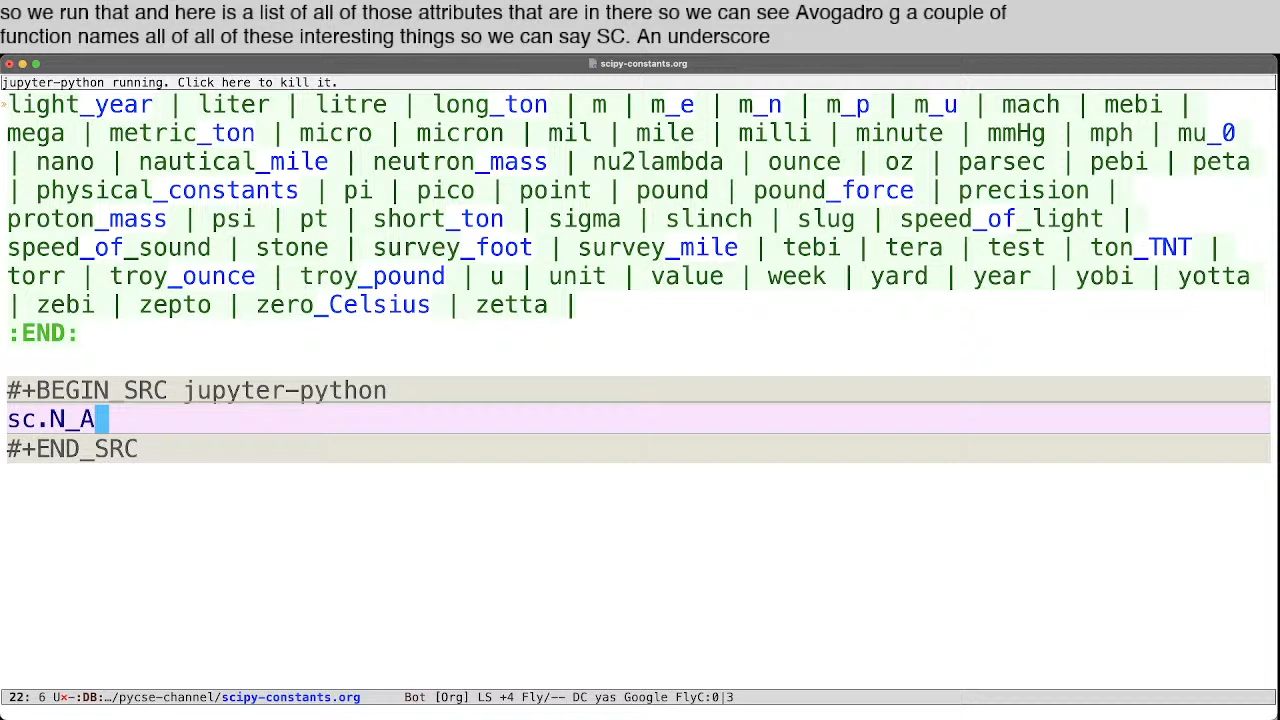 so we run that and here is a list of all of those attributes that are in there so we can see Avogadro g a couple of
function names all of all of these interesting things so we can say SC. An underscore
scipy-constants.org
jupyter-python running. Click here to kill it.
light_year | liter | litre | long_ton | m | m_e | m_n | m_p | m_u | mach | mebi |
mega | metric_ton | micro | micron | mil | mile | milli | minute | mmHg | mph | mu_0
| nano | nautical_mile | neutron_mass | nu2lambda | ounce | oz | parsec | pebi | peta
| physical_constants | pi | pico | point | pound | pound_force | precision |
proton_mass | psi | pt | short_ton | sigma | slinch | slug | speed_of_light |
speed_of_sound | stone | survey_foot | survey_mile | tebi | tera | test | ton_TNT |
torr | troy_ounce | troy_pound | u | unit | value | week | yard | year | yobi | yotta
| zebi | zepto | zero_Celsius | zetta |
:END:
#+BEGIN_SRC jupyter-python
sc.N_A
#+END_SRC
22: 6 U×-:DB:…/pycse-channel/scipy-constants.org Bot [Org] LS +4 Fly/-- DC yas Google FlyC:0|3